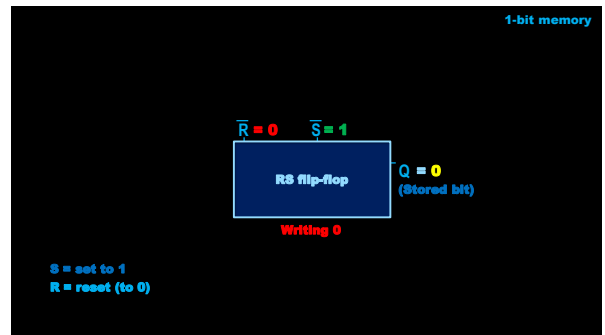 1-bit memory
R̅ = 0 S̅ = 1
RS flip-flop
Q = 0
(Stored bit)
Writing 0
S = set to 1
R = reset (to 0)